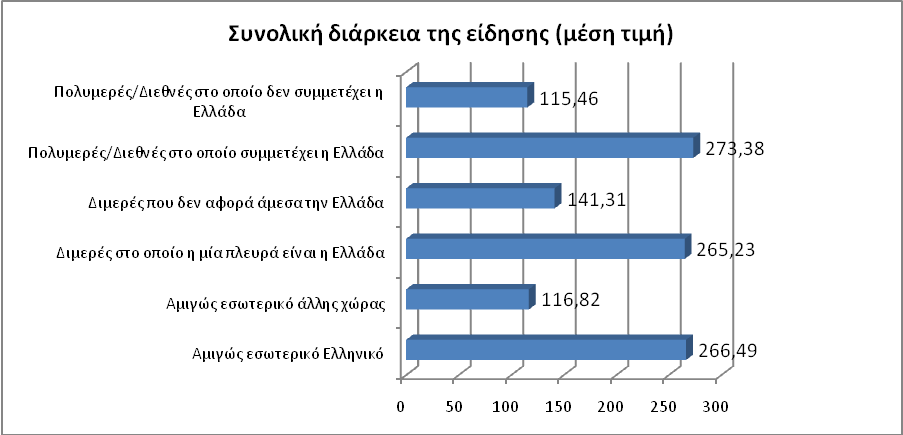 Συνολική διάρκεια της είδησης (μέση τιμή)
Πολυμερές/Διεθνές στο οποίο δεν συμμετέχει η
Ελλάδα
115,46
Πολυμερές/Διεθνές στο οποίο συμμετέχει η Ελλάδα
273,38
Διμερές που δεν αφορά άμεσα την Ελλάδα
141,31
Διμερές στο οποίο η μία πλευρά είναι η Ελλάδα
265,23
Αμιγώς εσωτερικό άλλης χώρας
116,82
Αμιγώς εσωτερικό Ελληνικό
266,49
0 50 100 150 200 250 300